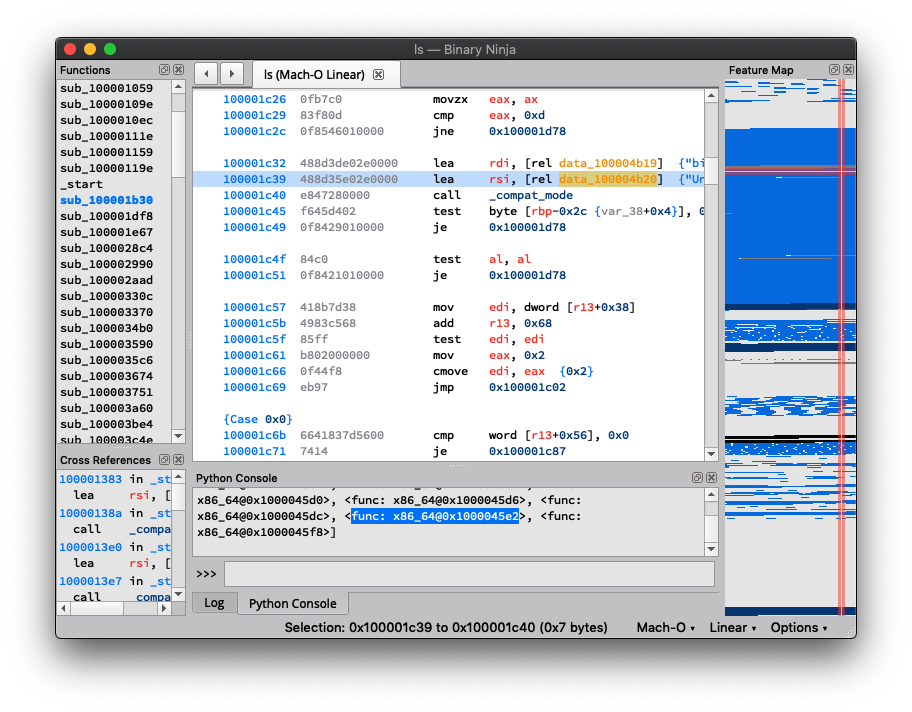 ls — Binary Ninja
Functions
sub_100001059
sub_10000109e
sub_1000010ec
sub_10000111e
sub_100001159
sub_10000119e
_start
sub_100001b30
sub_100001df8
sub_100001e67
sub_1000028c4
sub_100002990
sub_100002aad
sub_10000330c
sub_100003370
sub_1000034b0
sub_100003590
sub_1000035c6
sub_100003674
sub_100003751
sub_100003a60
sub_100003be4
sub_100003c4e
Cross References
100001383 in _st
lea rsi, [
10000138a in _st
call _compa
1000013e0 in _st
lea rsi, [
1000013e7 in _st
call _compa
ls (Mach-O Linear)
100001c26 0fb7c0 movzx eax, ax
100001c29 83f80d cmp eax, 0xd
100001c2c 0f8546010000 jne 0x100001d78
100001c32 488d3de02e0000 lea rdi, [rel data_100004b19] {"bi
100001c39 488d35e02e0000 lea rsi, [rel data_100004b20] {"Un
100001c40 e847280000 call _compat_mode
100001c45 f645d402 test byte [rbp-0x2c {var_38+0x4}], 0
100001c49 0f8429010000 je 0x100001d78
100001c4f 84c0 test al, al
100001c51 0f8421010000 je 0x100001d78
100001c57 418b7d38 mov edi, dword [r13+0x38]
100001c5b 4983c568 add r13, 0x68
100001c5f 85ff test edi, edi
100001c61 b802000000 mov eax, 0x2
100001c66 0f44f8 cmove edi, eax {0x2}
100001c69 eb97 jmp 0x100001c02
{Case 0x0}
100001c6b 6641837d5600 cmp word [r13+0x56], 0x0
100001c71 7414 je 0x100001c87
Python Console
x86_64@0x1000045d0>, <func: x86_64@0x1000045d6>, <func:
x86_64@0x1000045dc>, <func: x86_64@0x1000045e2>, <func:
x86_64@0x1000045f8>]
>>>
Log Python Console
Feature Map
Selection: 0x100001c39 to 0x100001c40 (0x7 bytes) Mach-O Linear Options